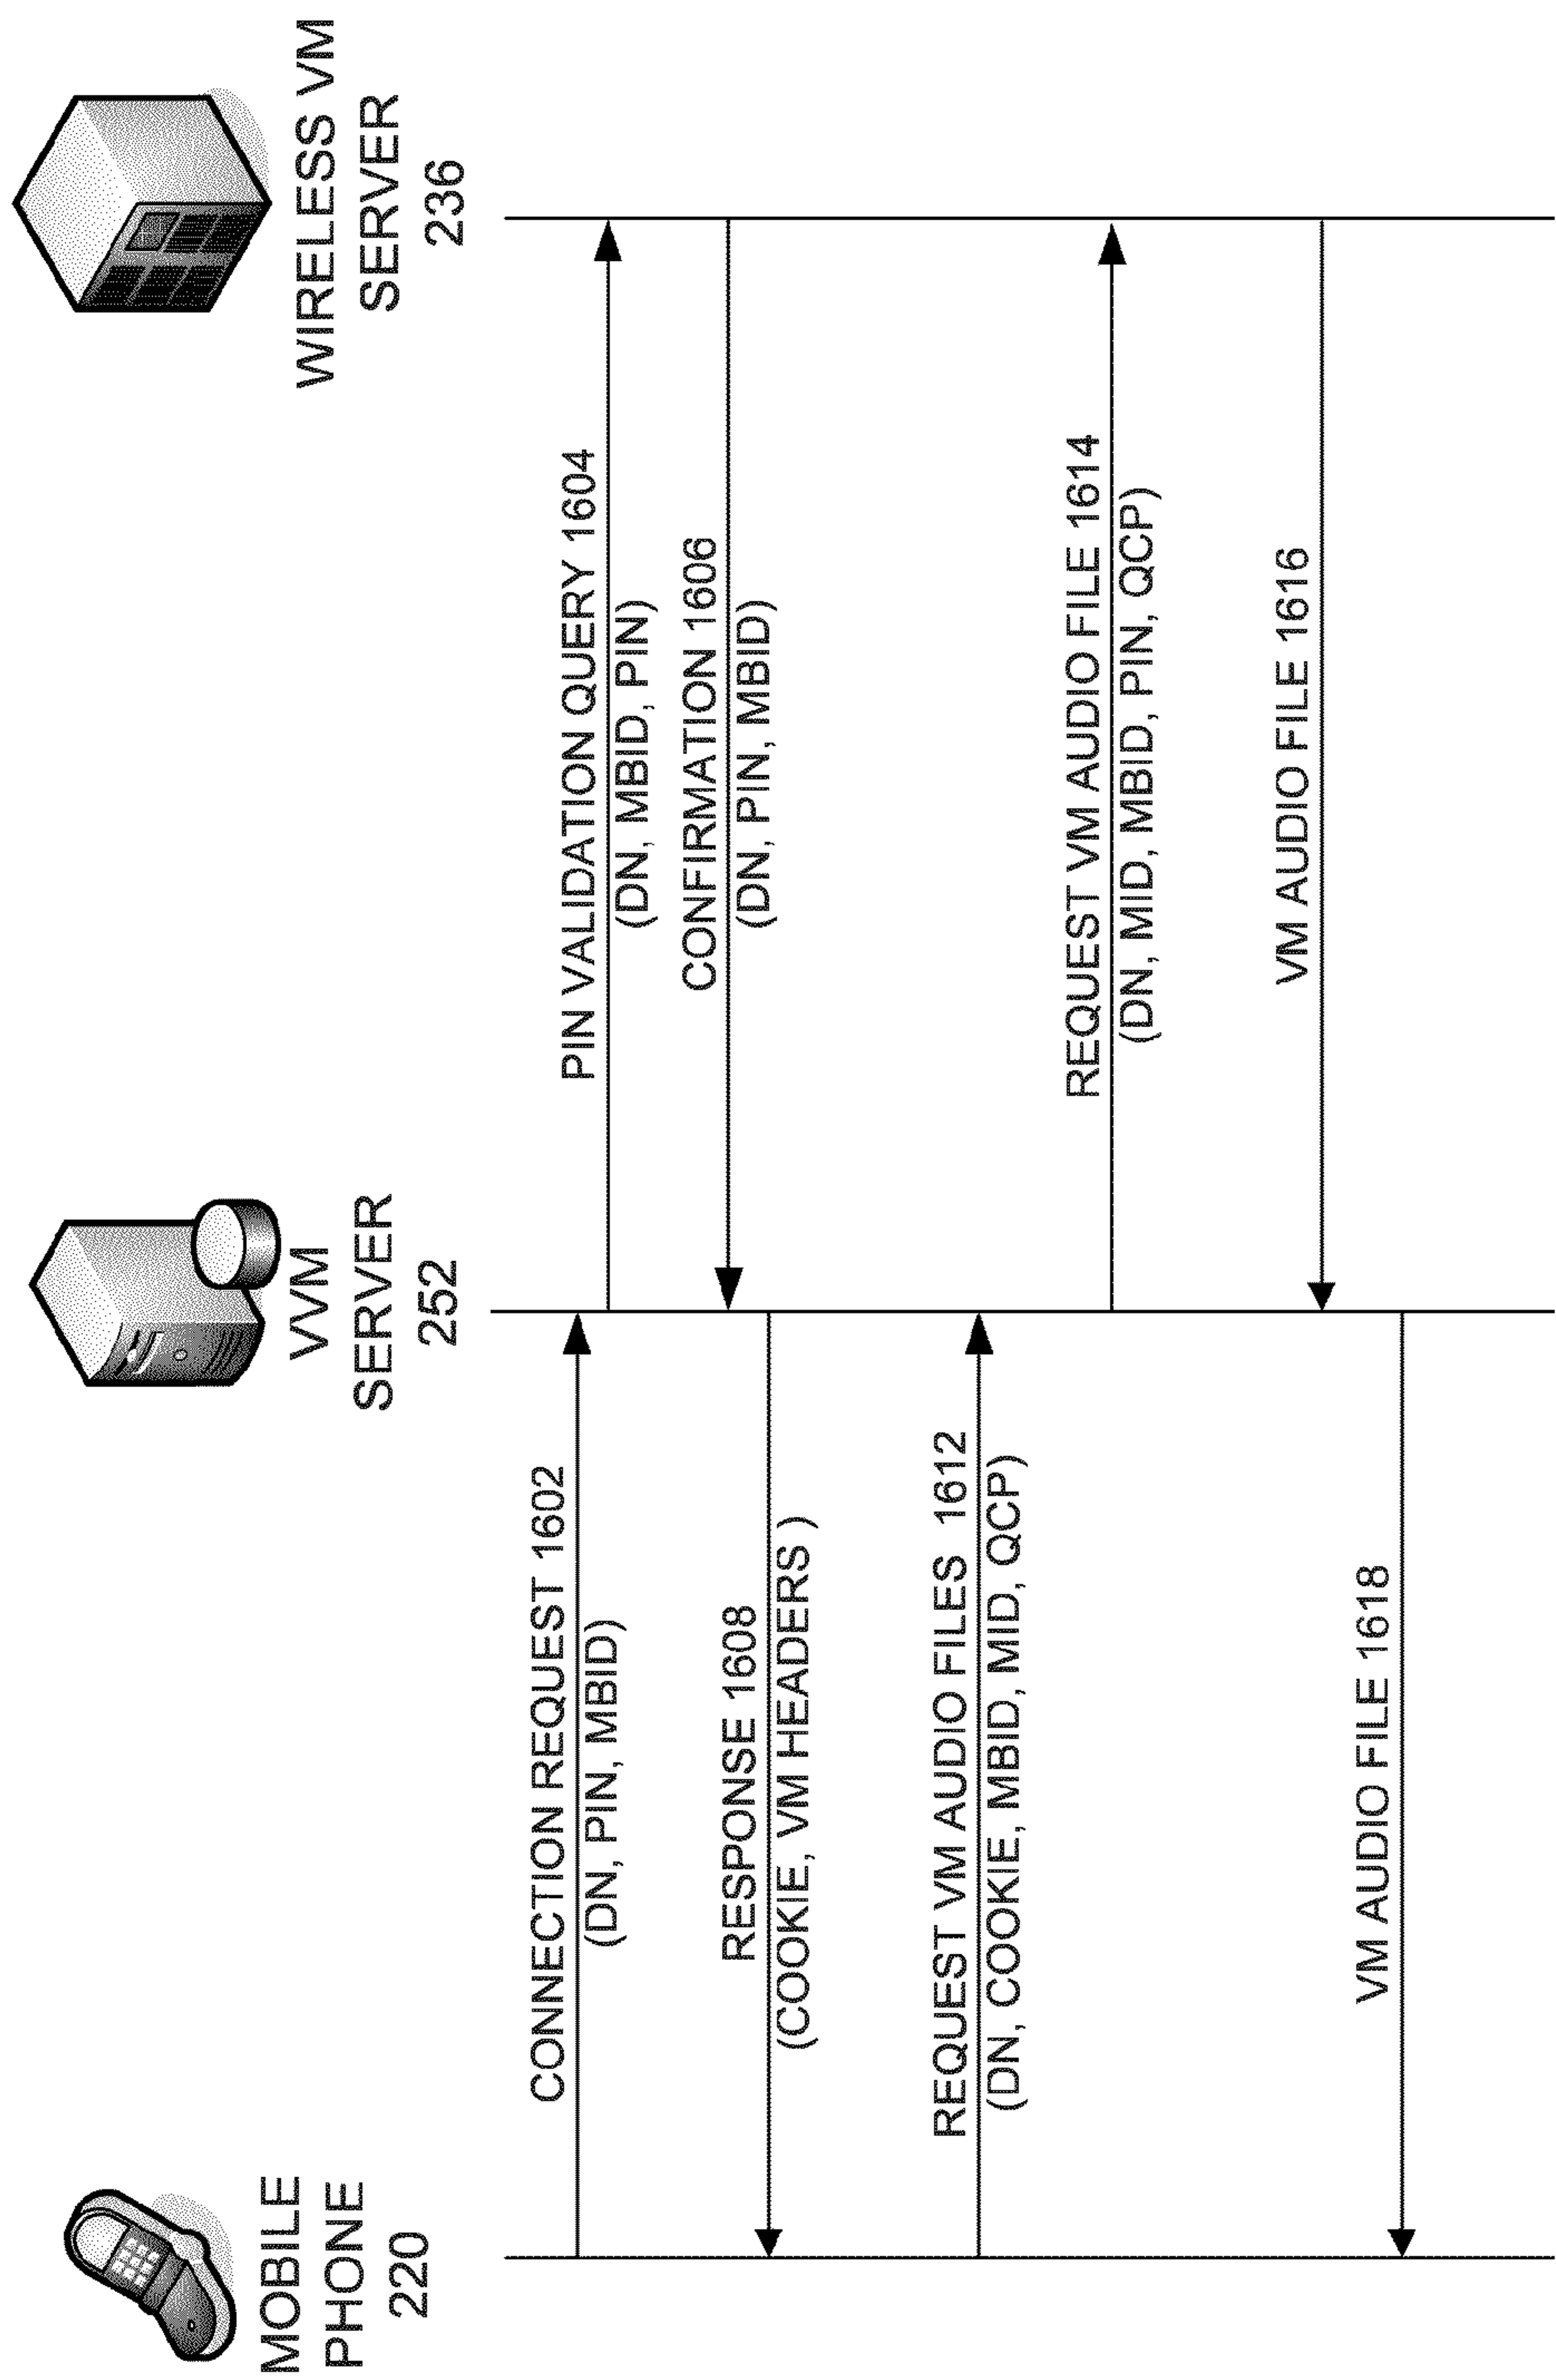 MOBILE
PHONE
220
VVM
SERVER
252
WIRELESS VM
SERVER
236
CONNECTION REQUEST 1602
(DN, PIN, MBID)
PIN VALIDATION QUERY 1604
(DN, MBID, PIN)
CONFIRMATION 1606
(DN, PIN, MBID)
RESPONSE 1608
(COOKIE, VM HEADERS )
REQUEST VM AUDIO FILES 1612
(DN, COOKIE, MBID, MID, QCP)
REQUEST VM AUDIO FILE 1614
(DN, MID, MBID, PIN, QCP)
VM AUDIO FILE 1616
VM AUDIO FILE 1618